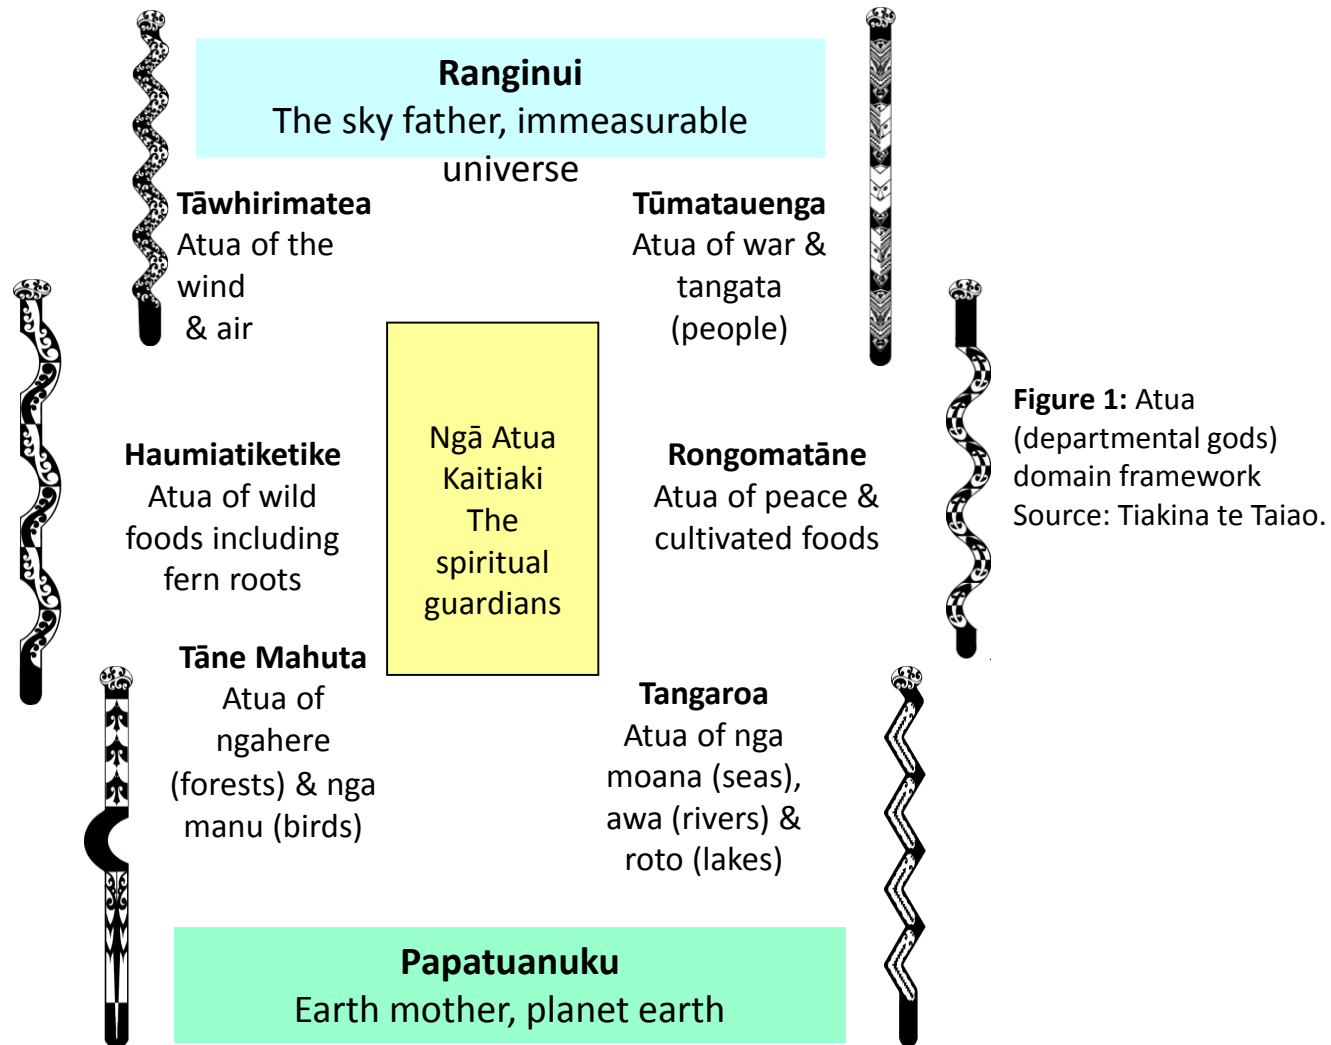 Ranginui
The sky father, immeasurable
universe
Tāwhirimatea
Atua of the
wind
& air
Tūmatauenga
Atua of war &
tangata
(people)
Haumiatiketike
Atua of wild
foods including
fern roots
Ngā Atua
Kaitiaki
The
spiritual
guardians
Rongomatāne
Atua of peace &
cultivated foods
Figure 1: Atua
(departmental gods)
domain framework
Source: Tiakina te Taiao.
Tāne Mahuta
Atua of
ngahere
(forests) & nga
manu (birds)
Tangaroa
Atua of nga
moana (seas),
awa (rivers) &
roto (lakes)
Papatuanuku
Earth mother, planet earth